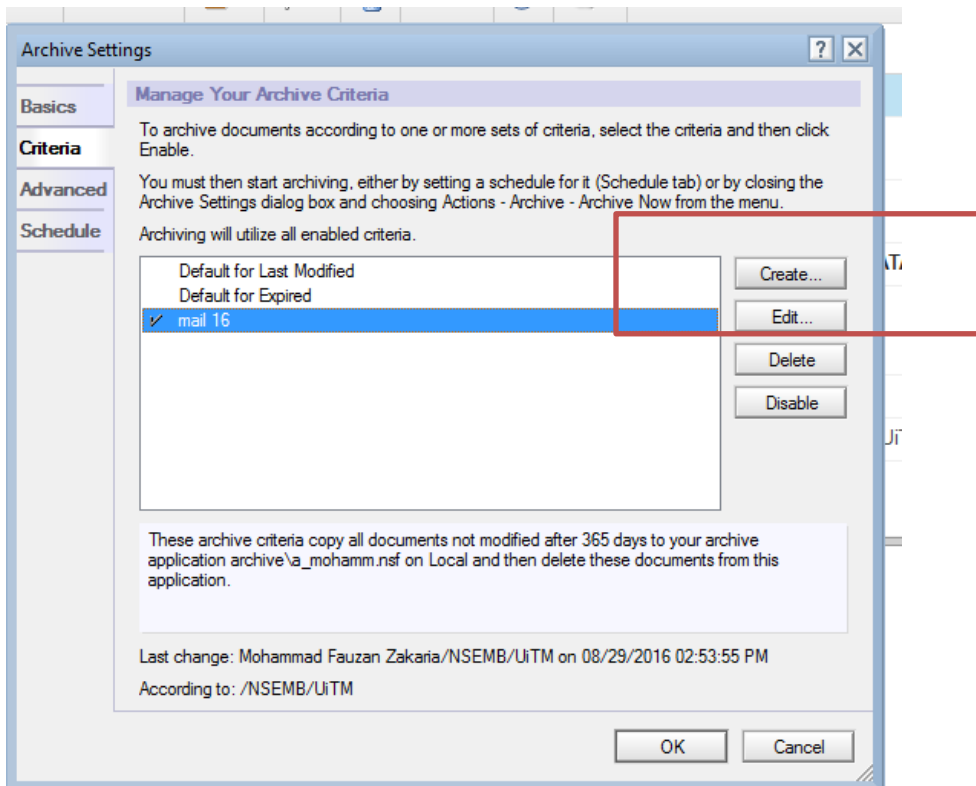 Archive Settings
Basics
Criteria
Advanced
Schedule
Manage Your Archive Criteria
To archive documents according to one or more sets of criteria, select the criteria and then click
Enable.
You must then start archiving, either by setting a schedule for it (Schedule tab) or by closing the
Archive Settings dialog box and choosing Actions - Archive - Archive Now from the menu.
Archiving will utilize all enabled criteria.
Default for Last Modified
Default for Expired
mail 16
Create...
Edit...
Delete
Disable
These archive criteria copy all documents not modified after 365 days to your archive
application archive\a_mohamm.nsf on Local and then delete these documents from this
application.
Last change: Mohammad Fauzan Zakaria/NSEMB/UiTM on 08/29/2016 02:53:55 PM
According to: /NSEMB/UiTM
OK
Cancel